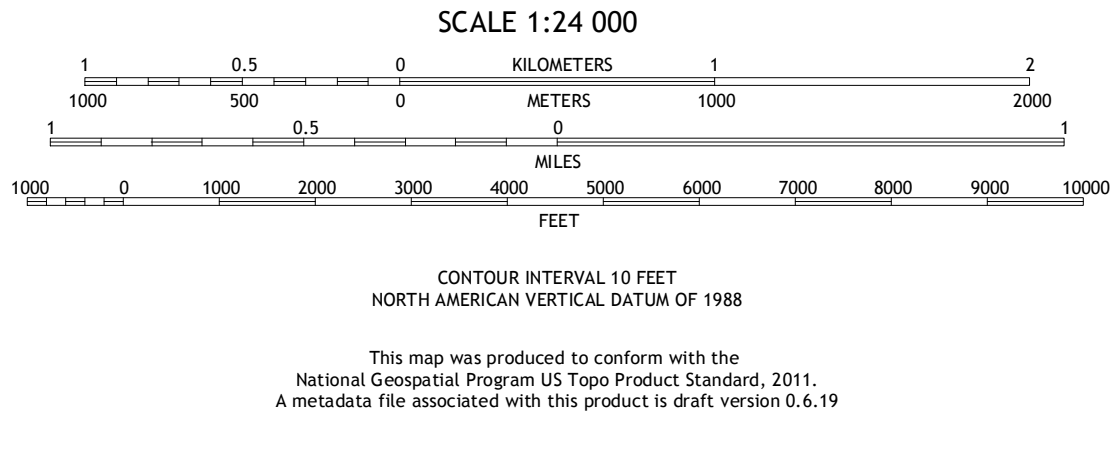 SCALE 1:24 000
1 0.5 0 KILOMETERS 1 2
1000 500 0 METERS 1000 2000
1 0.5 0 1
MILES
1000 0 1000 2000 3000 4000 5000 6000 7000 8000 9000 10000
FEET
CONTOUR INTERVAL 10 FEET
NORTH AMERICAN VERTICAL DATUM OF 1988
This map was produced to conform with the
National Geospatial Program US Topo Product Standard, 2011.
A metadata file associated with this product is draft version 0.6.19